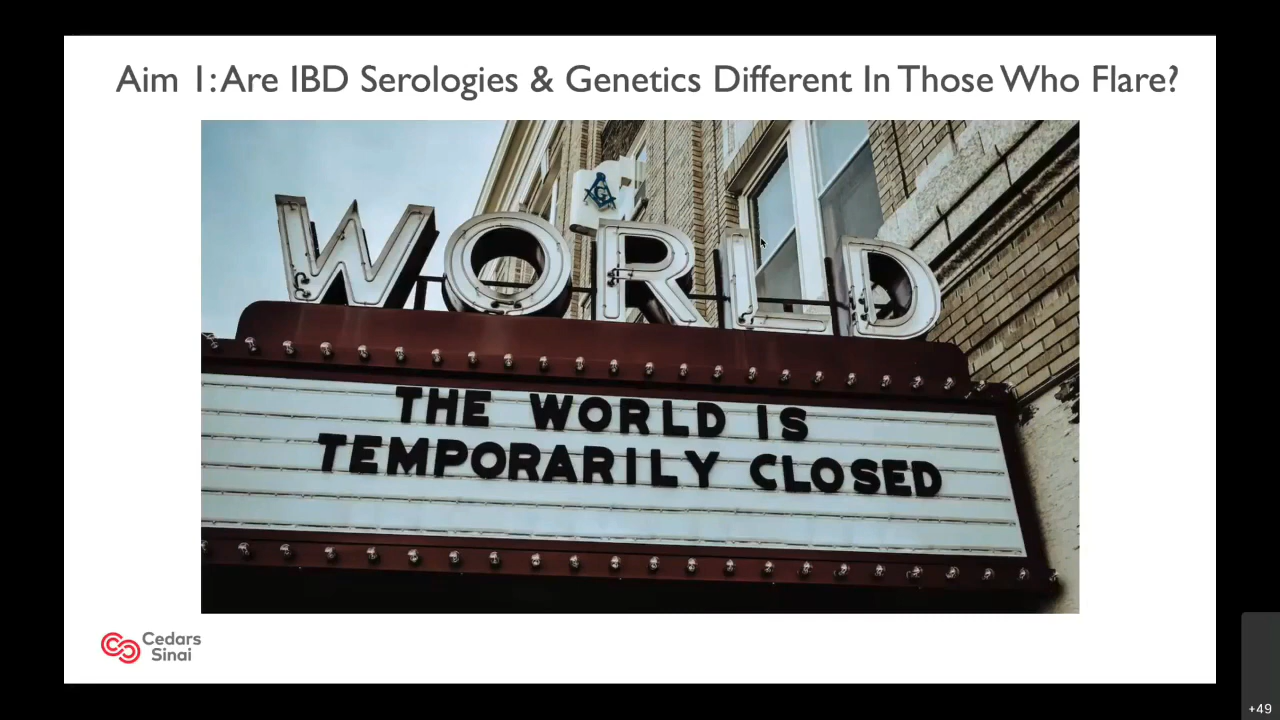 Aim 1: Are IBD Serologies & Genetics Different In Those Who Flare?
WORLD
THE WORLD IS
TEMPORARILY CLOSED
Cedars
Sinai
+49